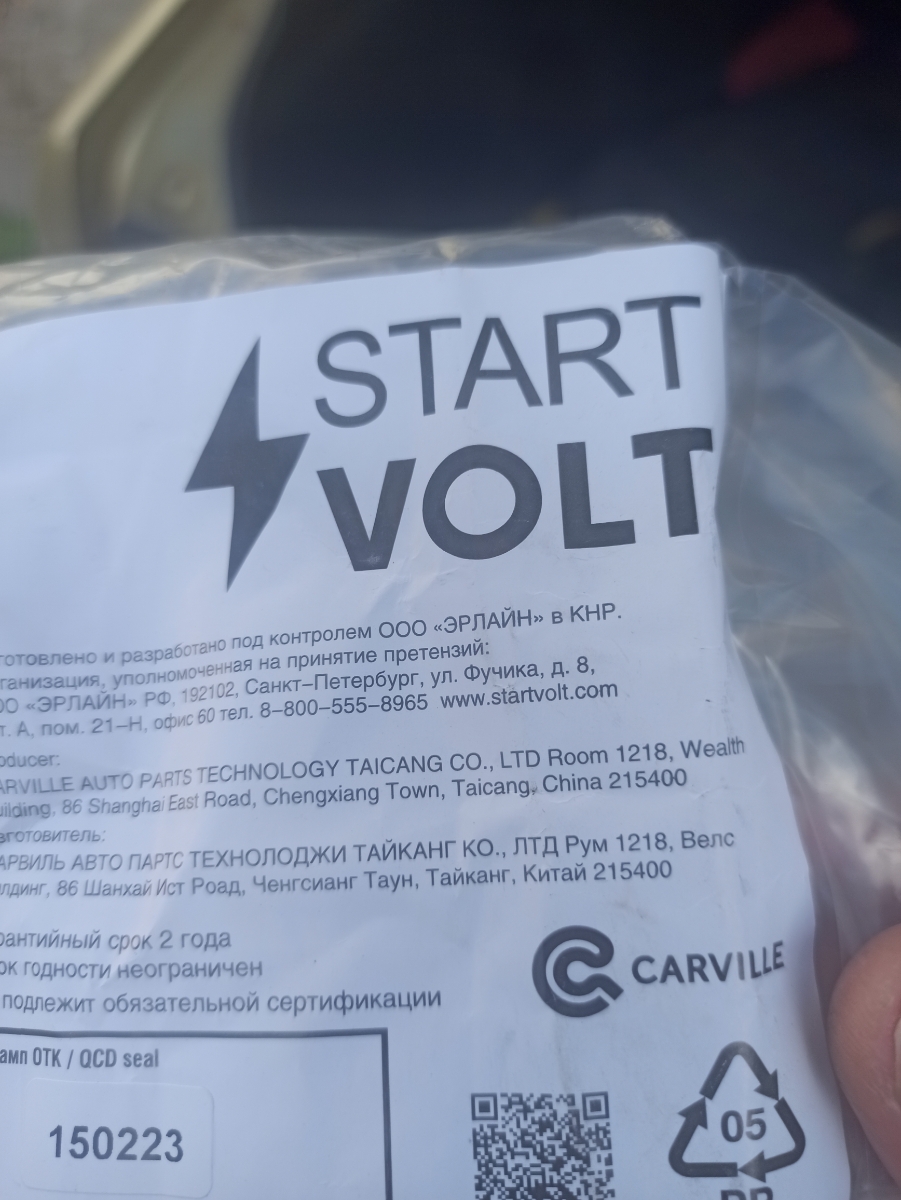 START
VOLT
готовлено и разработано под контролем ООО «ЭРЛАЙН» в КНР.
ганизация, уполномоченная на принятие претензий:
ОО «ЭРЛАЙН» РФ, 192102, Санкт–Петербург, ул. Фучика, д. 8,
т. А, пом. 21–Н, офис 60 тел. 8–800–555–8965 www.startvolt.com
oducer:
ARVILLE AUTO PARTS TECHNOLOGY TAICANG CO., LTD Room 1218, Wealth
uilding, 86 Shanghai East Road, Chengxiang Town, Taicang, China 215400
зготовитель:
АРВИЛЬ АВТО ПАРТС ТЕХНОЛОДЖИ ТАЙКАНГ КО., ЛТД Рум 1218, Велс
лдинг, 86 Шанхай Ист Роад, Ченгсианг Таун, Тайканг, Китай 215400
рантийный срок 2 года
ок годности неограничен
подлежит обязательной сертификации
CARVILLE
амп ОТК / QCD seal
150223
05
PP